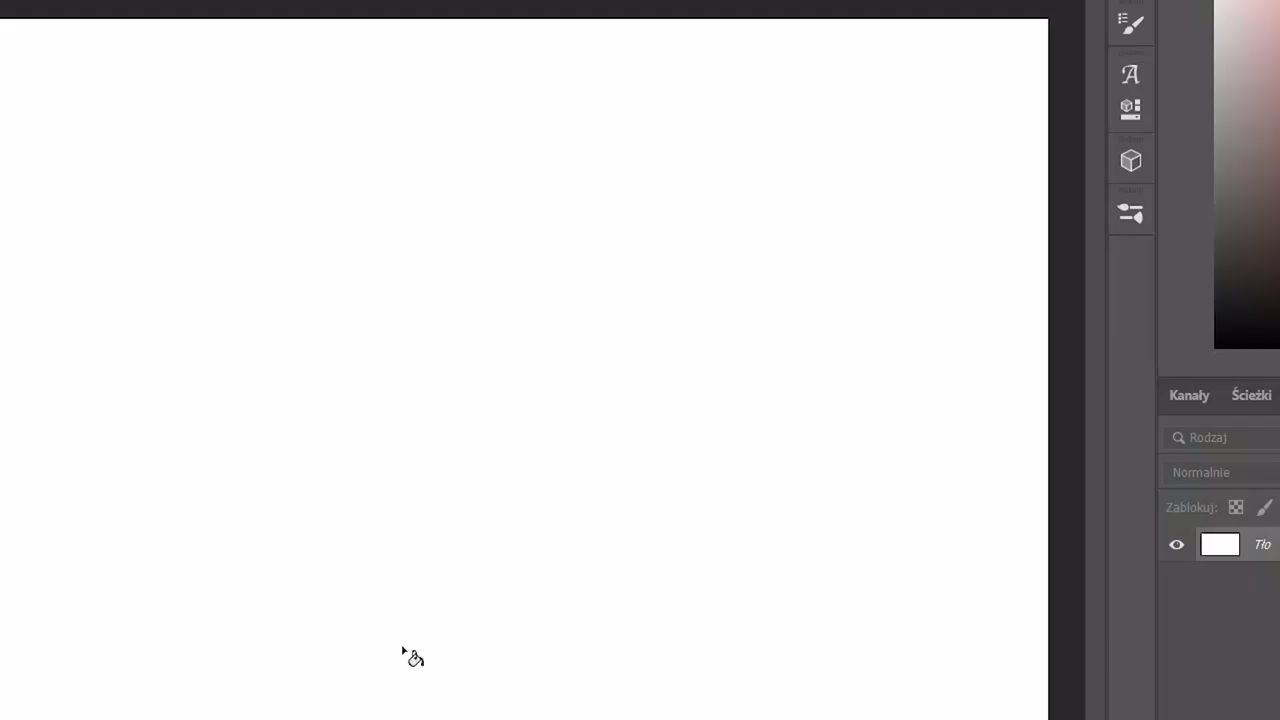 Kanały Ścieżki
Rodzaj
Normalnie
Zablokuj:
Tło